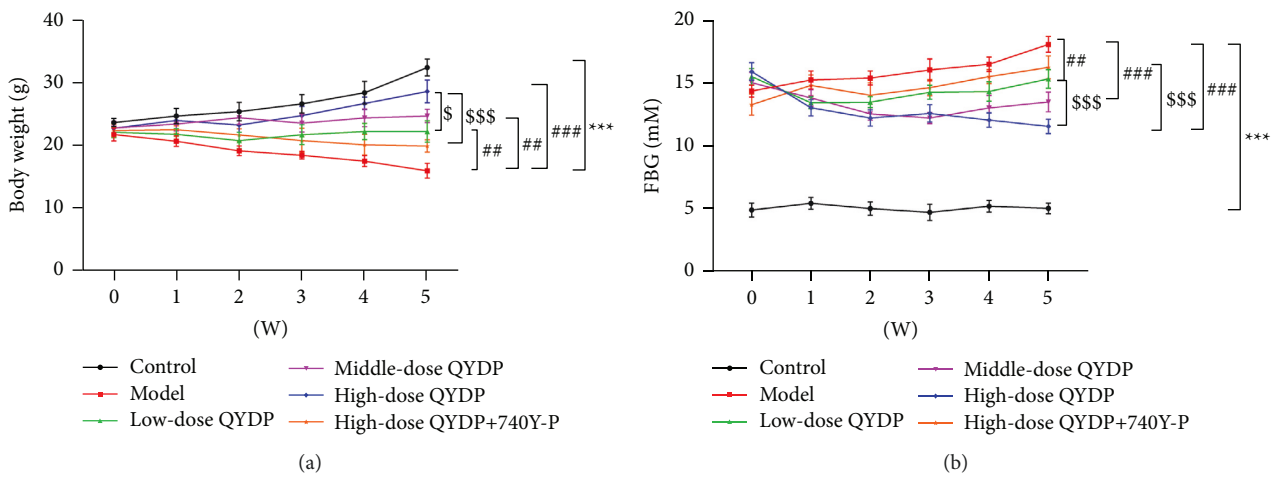 40
30
20
10
0
Body weight (g)
0 1 2 3 4 5
(W)
$ $$$ ## ## ### ***
Control
Model
Low-dose QYDP
Middle-dose QYDP
High-dose QYDP
High-dose QYDP+740Y-P
(a)
20
15
10
5
0
FBG (mM)
0 1 2 3 4 5
(W)
## $$$ ### $$$ ### ***
Control
Model
Low-dose QYDP
Middle-dose QYDP
High-dose QYDP
High-dose QYDP+740Y-P
(b)